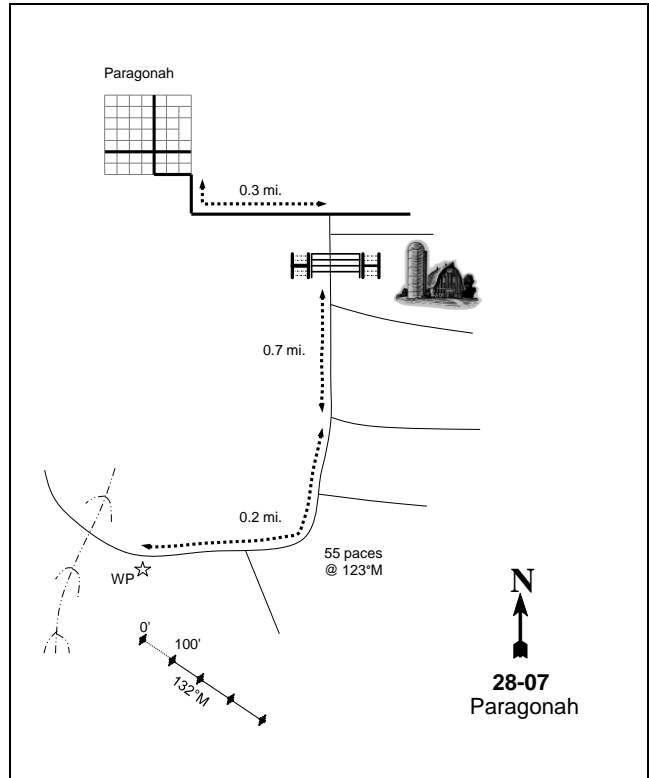 Paragonah
0.3 mi.
0.7 mi.
0.2 mi.
55 paces
@ 123°M
WP
0'
100'
132°M
N
28-07
Paragonah